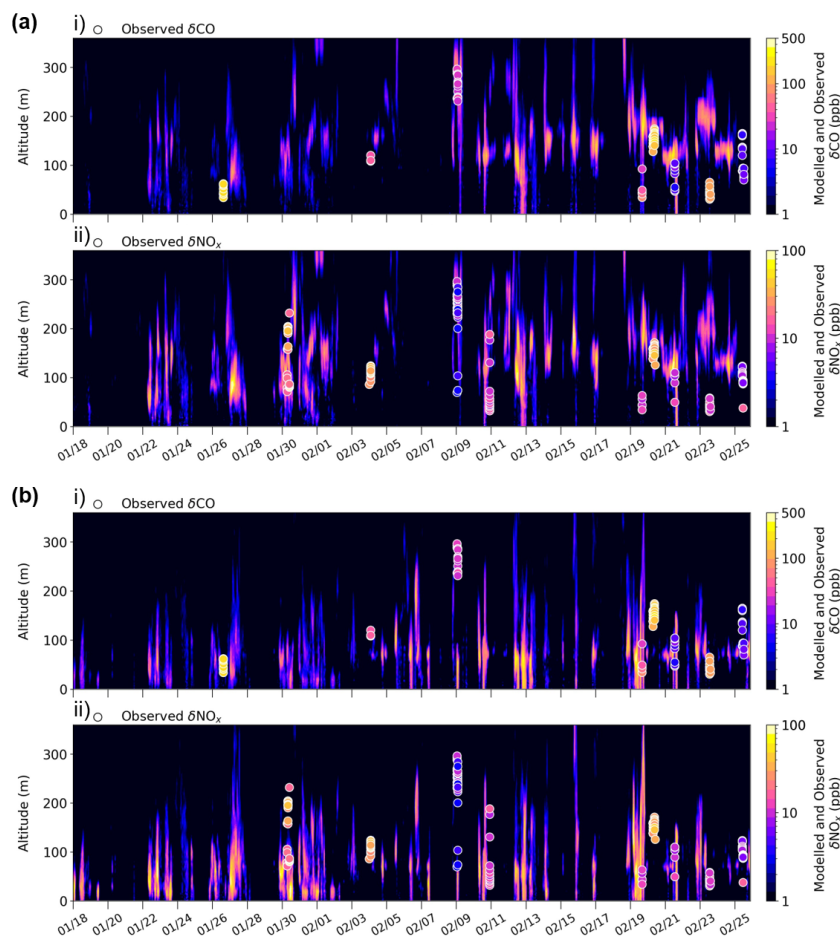 (a)
i) Observed δCO
300
200
100
0
Altitude (m)
500
100
10
1
Modelled and Observed
δCO (ppb)
ii) Observed δNOx
300
200
100
0
Altitude (m)
100
10
1
Modelled and Observed
δNOx (ppb)
01/18 01/20 01/22 01/24 01/26 01/28 01/30 02/01 02/03 02/05 02/07 02/09 02/11 02/13 02/15 02/17 02/19 02/21 02/23 02/25
(b)
i) Observed δCO
300
200
100
0
Altitude (m)
500
100
10
1
Modelled and Observed
δCO (ppb)
ii) Observed δNOx
300
200
100
0
Altitude (m)
100
10
1
Modelled and Observed
δNOx (ppb)
01/18 01/20 01/22 01/24 01/26 01/28 01/30 02/01 02/03 02/05 02/07 02/09 02/11 02/13 02/15 02/17 02/19 02/21 02/23 02/25